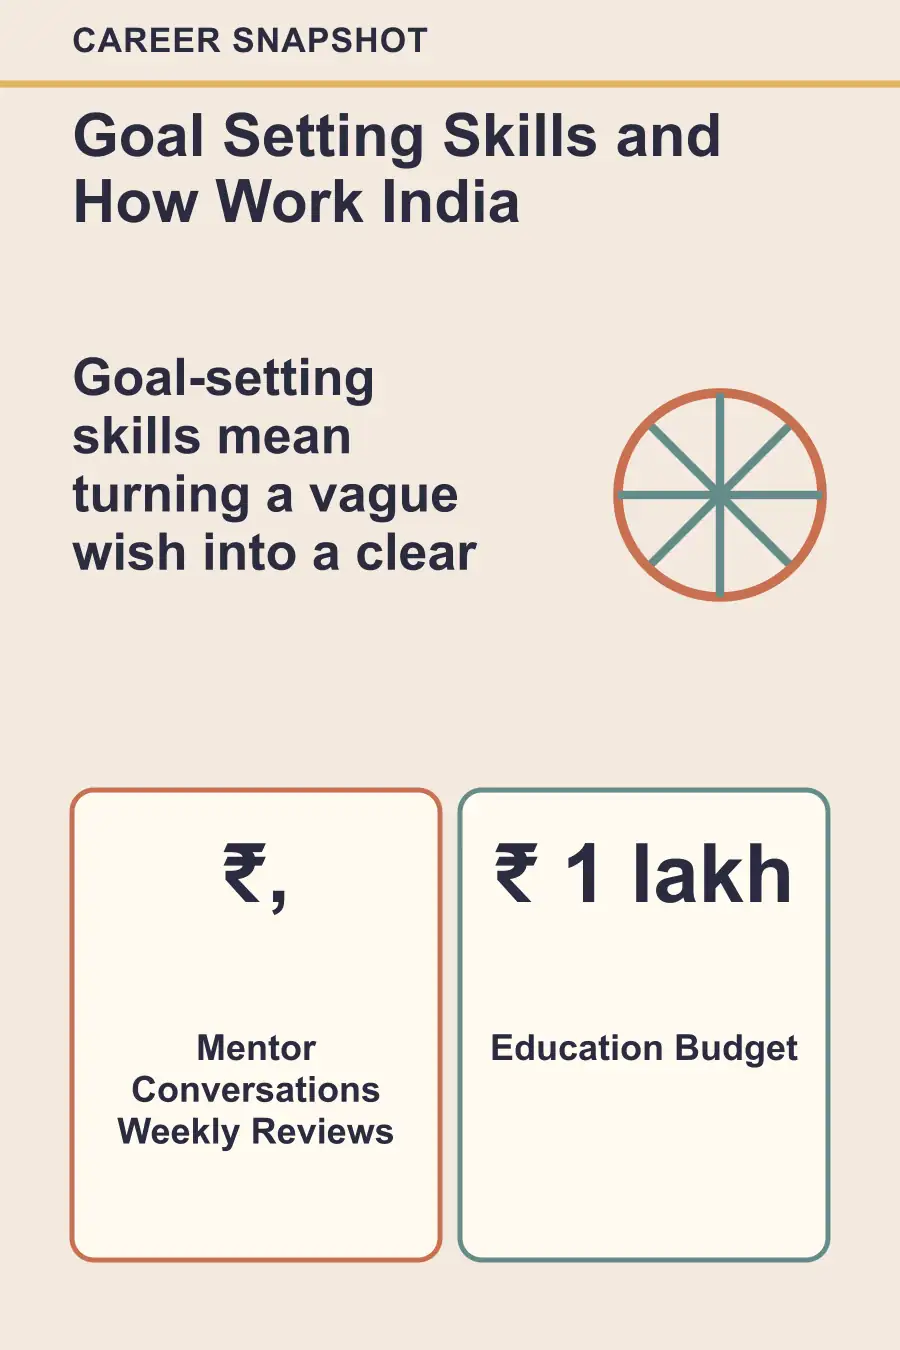 CAREER SNAPSHOT
Goal Setting Skills and
How Work India
Goal-setting
skills mean
turning a vague
wish into a clear
₹,
Mentor
Conversations
Weekly Reviews
₹ 1 lakh
Education Budget